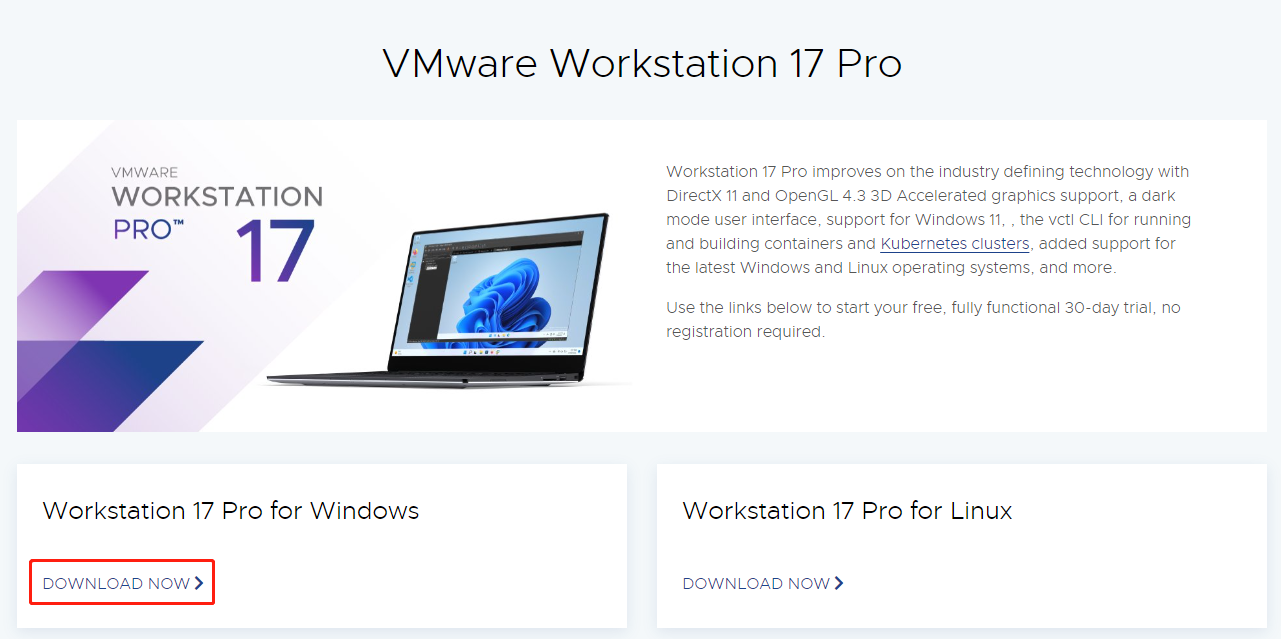 VMware Workstation 17 Pro
VMWARE
WORKSTATION
PRO™ 17
Workstation 17 Pro improves on the industry defining technology with
DirectX 11 and OpenGL 4.3 3D Accelerated graphics support, a dark
mode user interface, support for Windows 11, , the vctl CLI for running
and building containers and Kubernetes clusters, added support for
the latest Windows and Linux operating systems, and more.
Use the links below to start your free, fully functional 30-day trial, no
registration required.
Workstation 17 Pro for Windows
DOWNLOAD NOW
Workstation 17 Pro for Linux
DOWNLOAD NOW